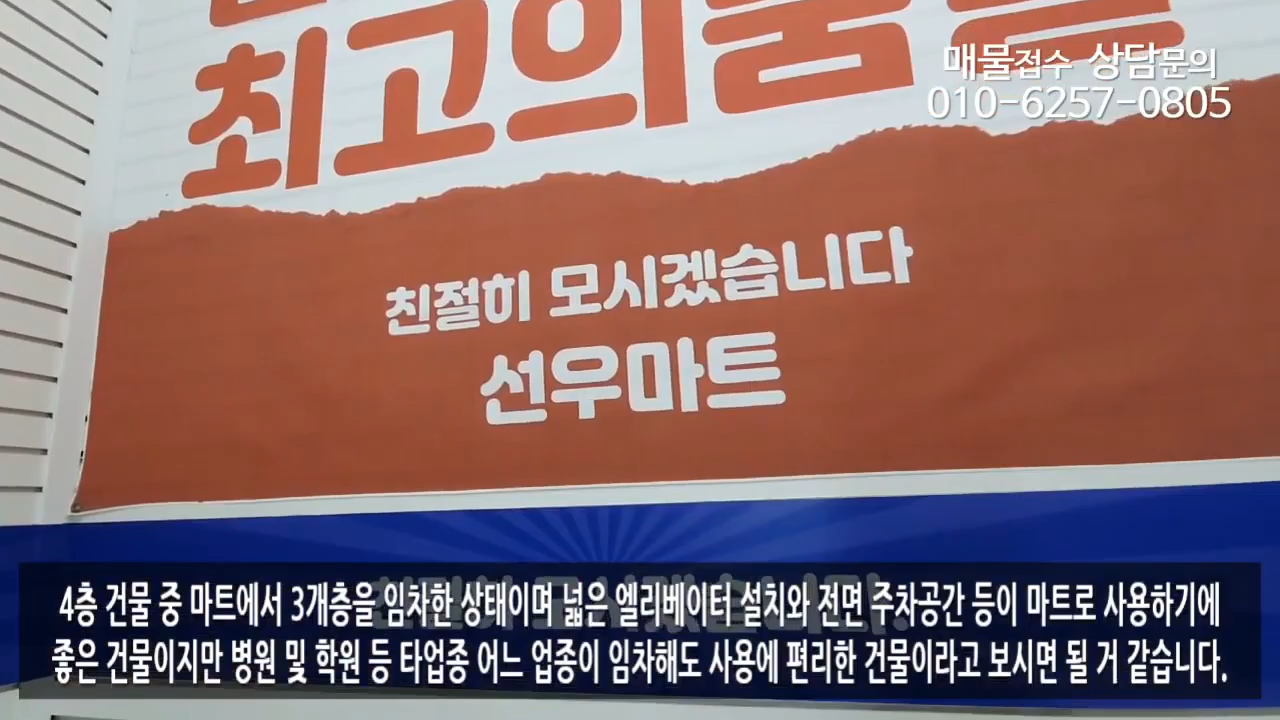 최고의
매물접수 상담문의
010-6257-0805
친절히 모시겠습니다
선우마트
4층 건물 중 마트에서 3개층을 임차한 상태이며 넓은 엘리베이터 설치와 전면 주차공간 등이 마트로 사용하기에
좋은 건물이지만 병원 및 학원 등 타업종 어느 업종이 임차해도 사용에 편리한 건물이라고 보시면 될 거 같습니다.